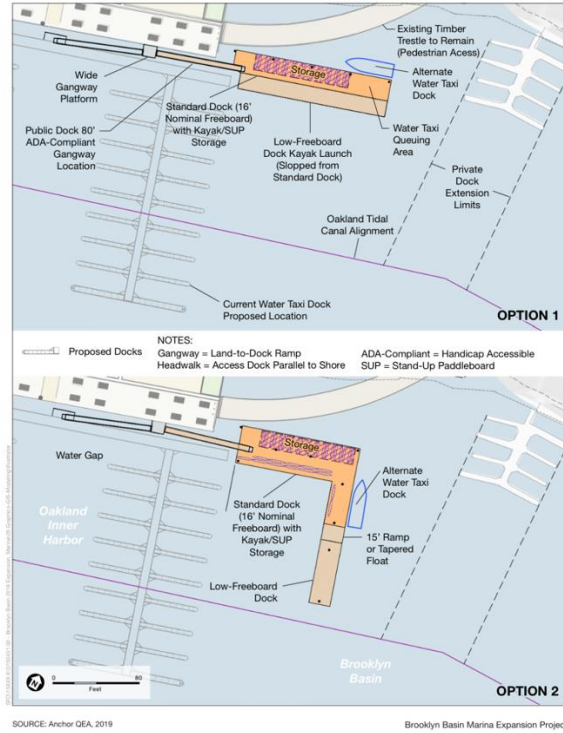 Existing Timber
Trestle to Remain
(Pedestrian Acess)
Storage
Alternate
Water Taxi
Dock
Wide
Gangway
Platform
Public Dock 80'
ADA-Compliant
Gangway
Location
Standard Dock (16'
Nominal Freeboard)
with Kayak/SUP
Storage
Low-Freeboard
Dock Kayak Launch
(Slopped from
Standard Dock)
Water Taxi
Queuing
Area
Private
Dock
Extension
Limits
Oakland Tidal
Canal Alignment
Current Water Taxi Dock
Proposed Location
OPTION 1
Proposed Docks
NOTES:
Gangway = Land-to-Dock Ramp
Headwalk = Access Dock Parallel to Shore
ADA-Compliant = Handicap Accessible
SUP = Stand-Up Paddleboard
Storage
Water Gap
Alternate
Water Taxi
Dock
Standard Dock
(16' Nominal
Freeboard) with
Kayak/SUP
Storage
Oakland
Inner
Harbor
15' Ramp
or Tapered
Float
Low-Freeboard
Dock
Brooklyn
Basin
0 80
Feet
OPTION 2
SOURCE: Anchor QEA, 2019
Brooklyn Basin Marina Expansion Projec